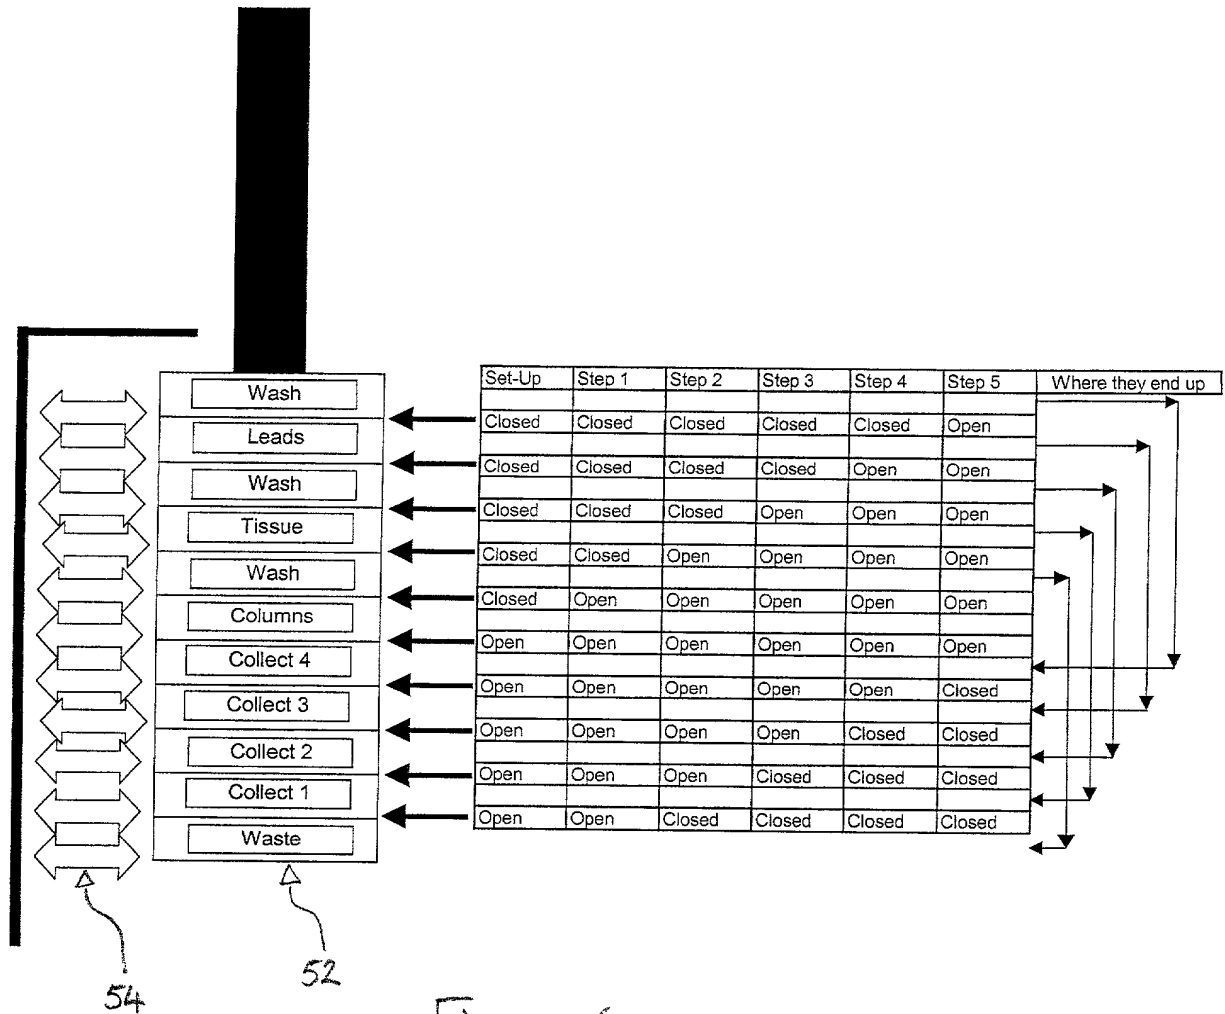 Set-Up Step 1 Step 2 Step 3 Step 4 Step 5 Where they end up
Wash
Closed Closed Closed Closed Closed Open
Leads
Closed Closed Closed Closed Open Open
Wash
Closed Closed Closed Open Open Open
Tissue
Closed Closed Open Open Open Open
Wash
Closed Open Open Open Open Open
Columns
Open Open Open Open Open Open
Collect 4
Open Open Open Open Open Closed
Collect 3
Open Open Open Open Closed Closed
Collect 2
Open Open Open Closed Closed Closed
Collect 1
Open Open Closed Closed Closed Closed
Waste
54
52